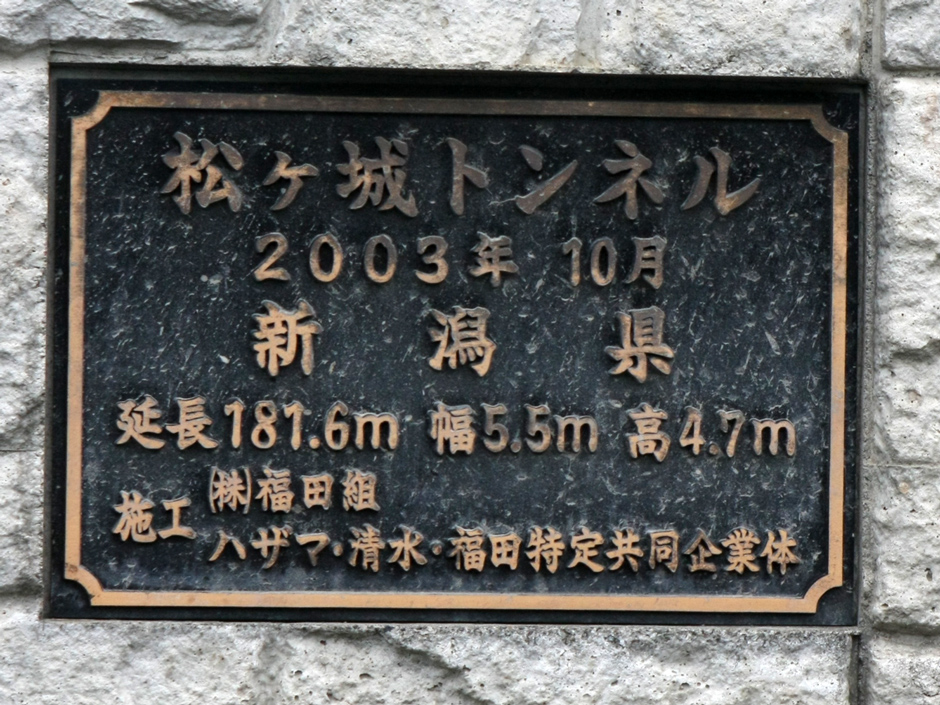 松ヶ城トンネル
2003年 10月
新潟県
延長181.6m 幅5.5m 高4.7m
施工 ㈱福田組
ハザマ・清水・福田特定共同企業体